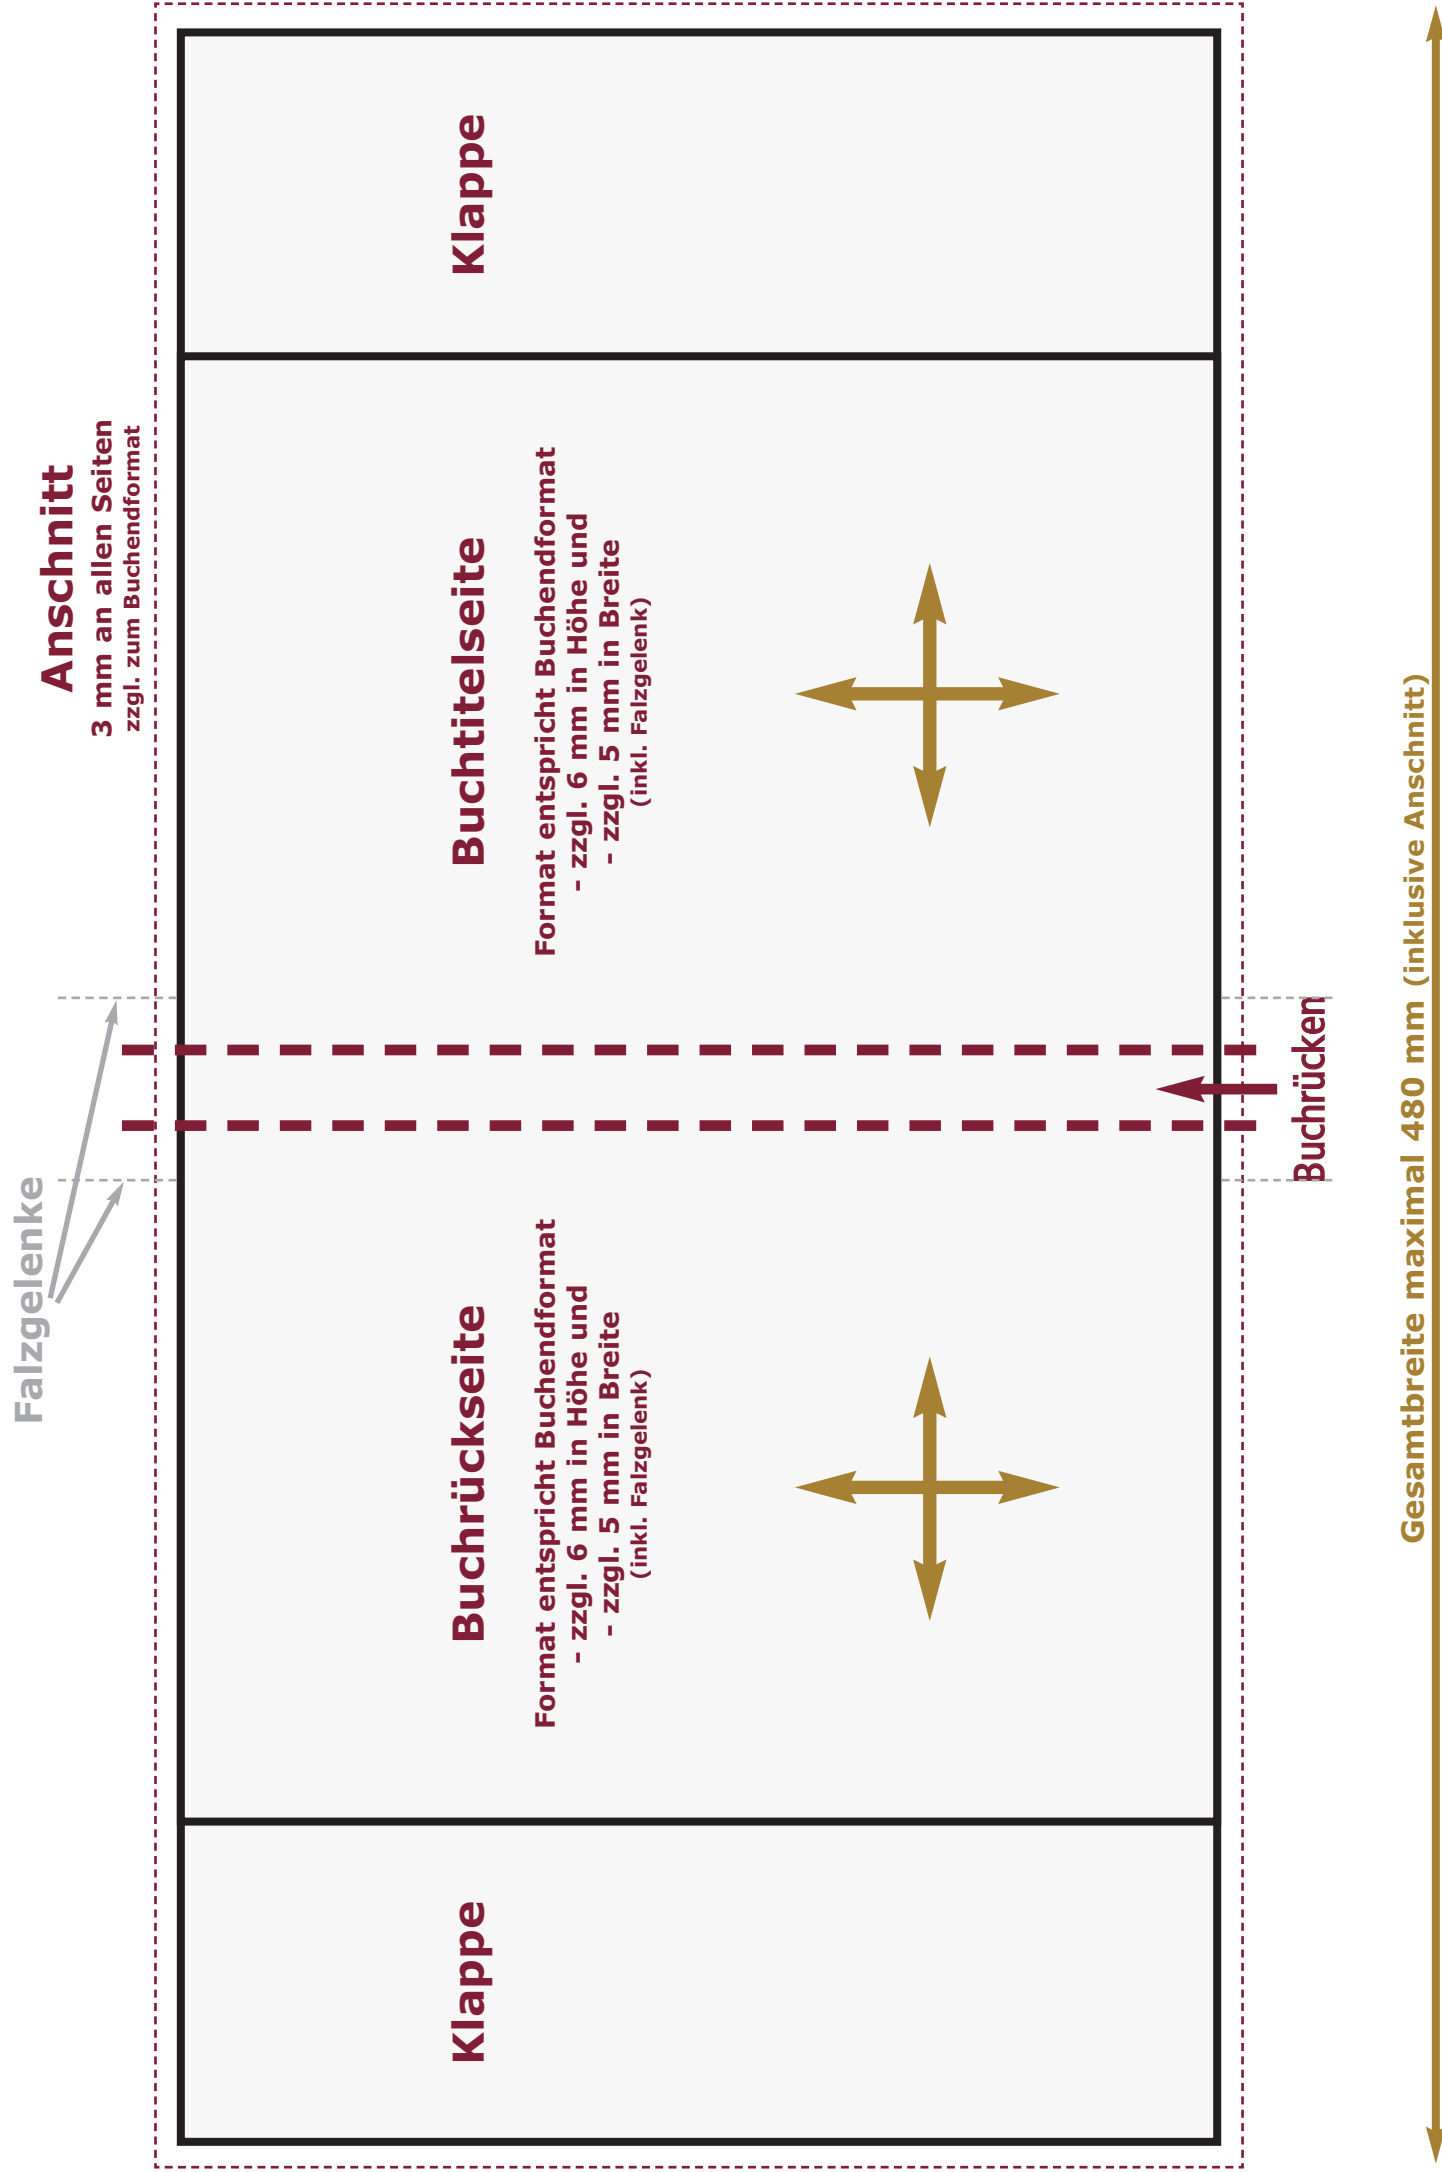 Falzgelenke
Anschnitt
3 mm an allen Seiten
zzgl. zum Buchendformat
Klappe
Buchrückseite
Format entspricht Buchendformat
– zzgl. 6 mm in Höhe und
– zzgl. 5 mm in Breite
(inkl. Falzgelenk)
Buchtitelseite
Format entspricht Buchendformat
– zzgl. 6 mm in Höhe und
– zzgl. 5 mm in Breite
(inkl. Falzgelenk)
Klappe
Buchrücken
Gesamtbreite maximal 480 mm (inklusive Anschnitt)